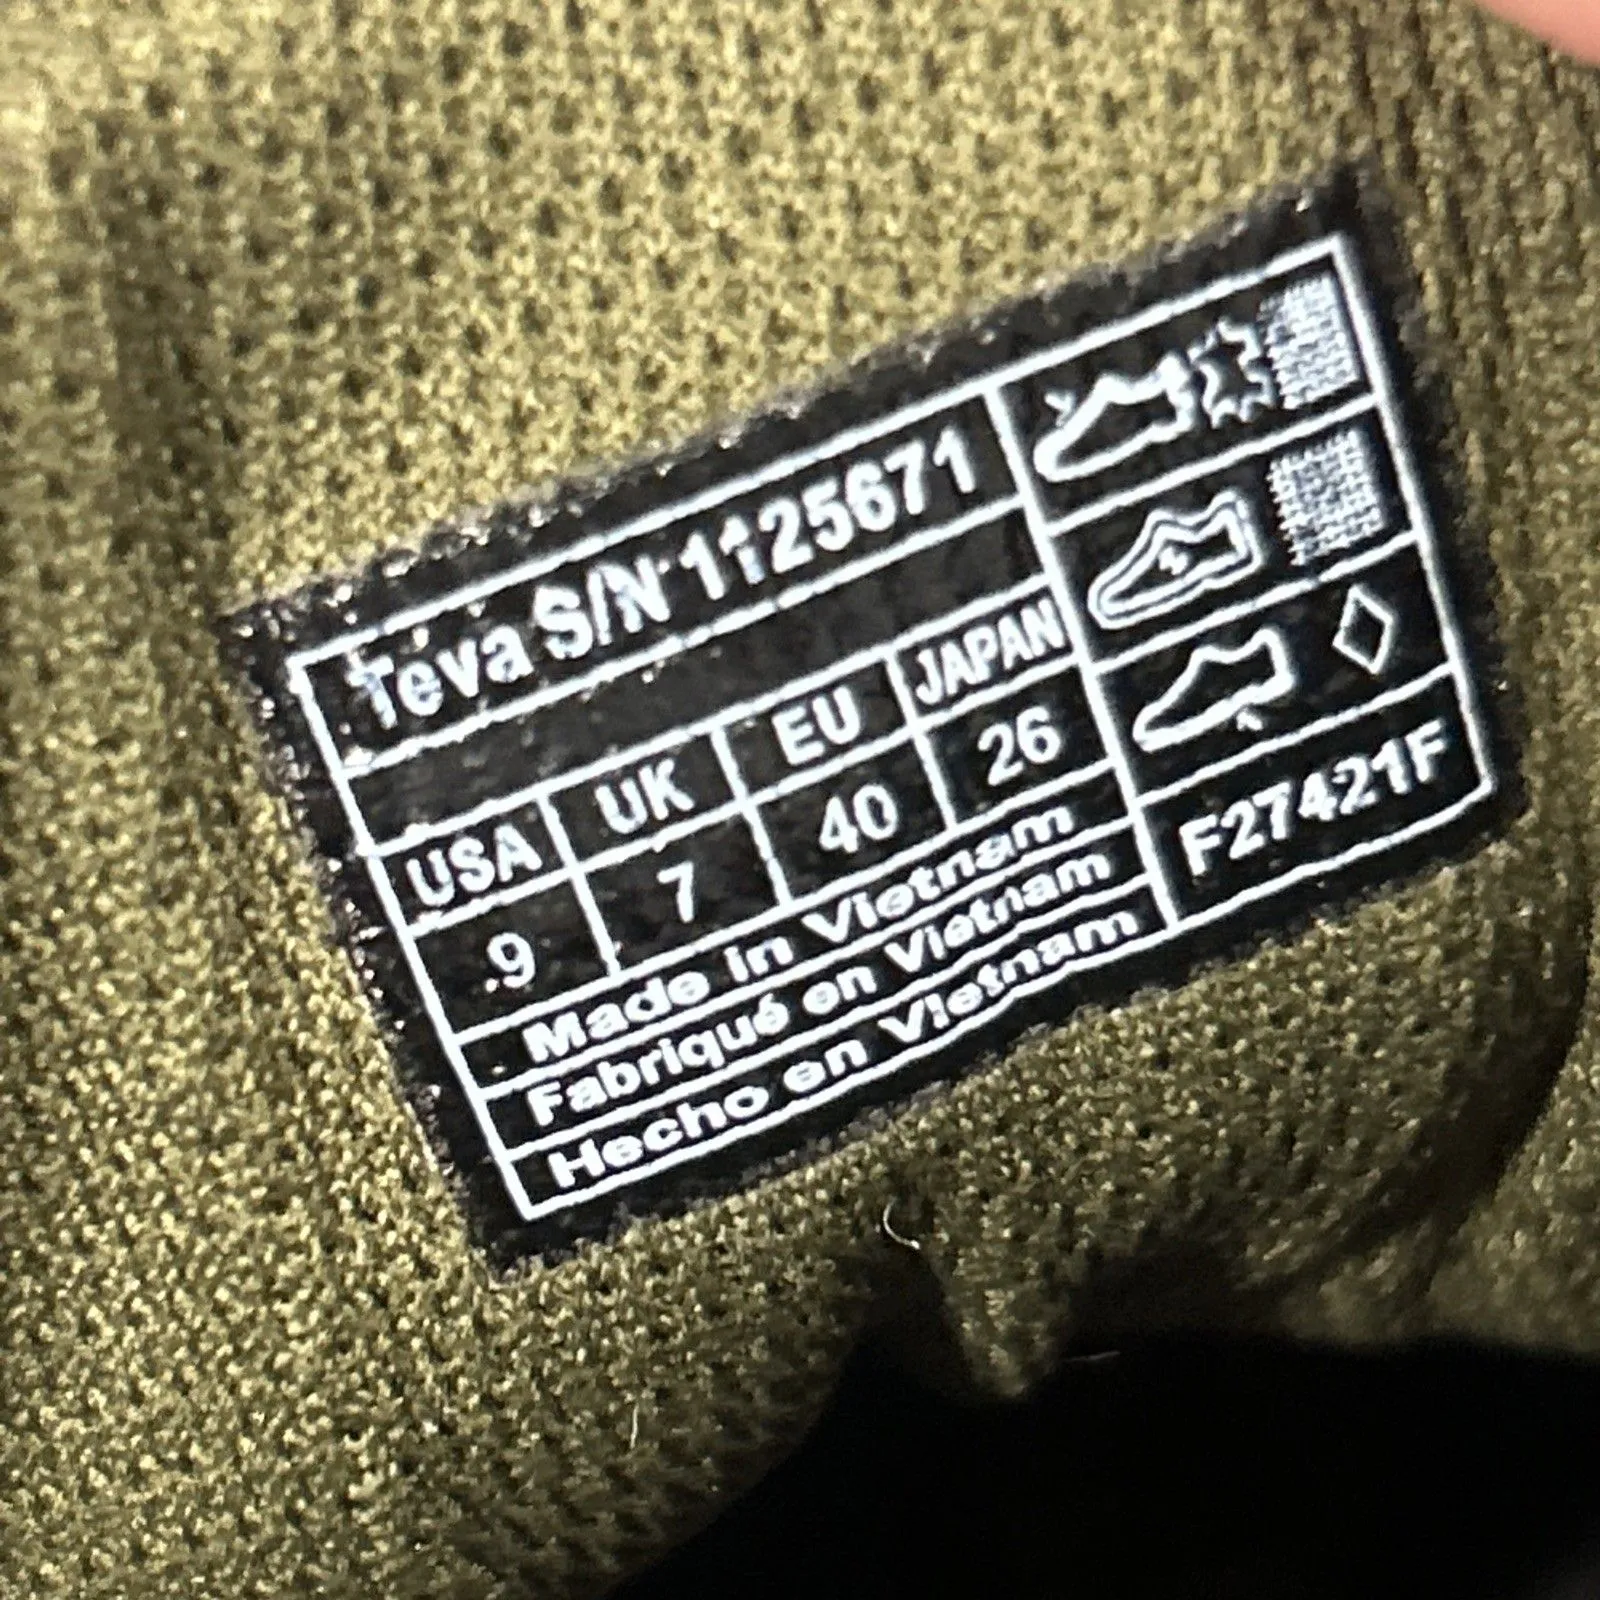 Teva S/N 1125671
USA UK EU JAPAN
9 7 40 26
Made in Vietnam
Fabriqué en Vietnam
Hecho en Vietnam
F27421F